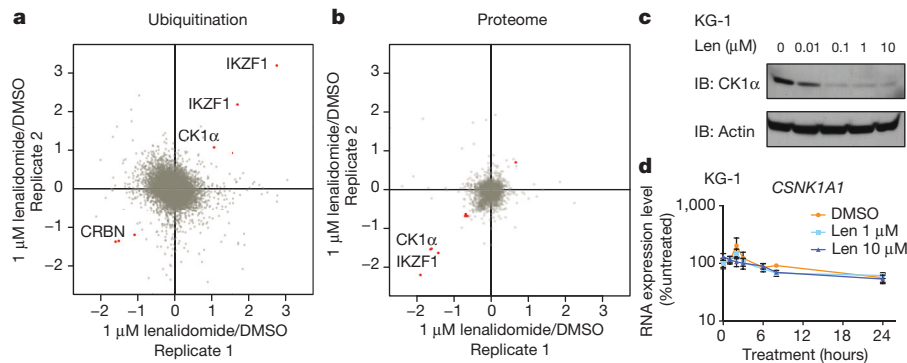 a
Ubiquitination
1 μM lenalidomide/DMSO
Replicate 2
3
2
1
0
−1
−2
IKZF1
IKZF1
CK1α
CRBN
−2 −1 0 1 2 3
1 μM lenalidomide/DMSO
Replicate 1
b
Proteome
1 μM lenalidomide/DMSO
Replicate 2
3
2
1
0
−1
−2
CK1α
IKZF1
−2 −1 0 1 2 3
1 μM lenalidomide/DMSO
Replicate 1
c
KG-1
Len (μM) 0 0.01 0.1 1 10
IB: CK1α
IB: Actin
d
KG-1
CSNK1A1
RNA expression level
(%untreated)
1,000
100
10
DMSO
Len 1 μM
Len 10 μM
0 6 12 18 24
Treatment (hours)